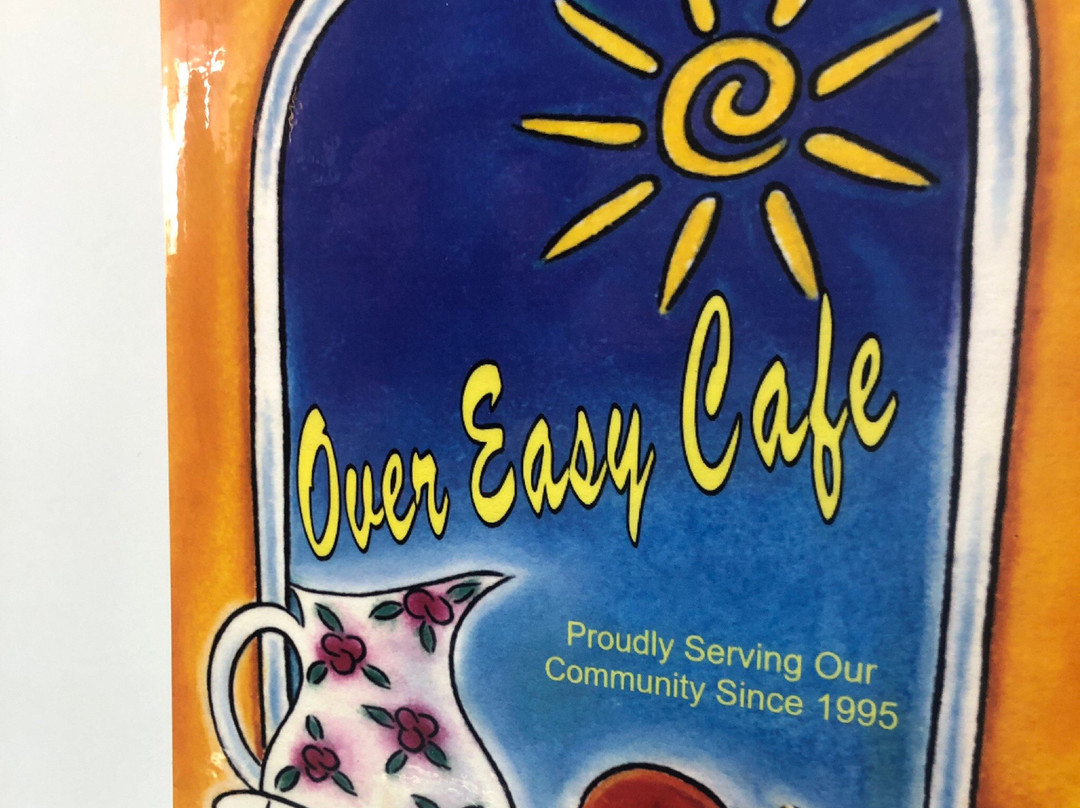 Over Easy Cafe
Proudly Serving Our
Community Since 1995